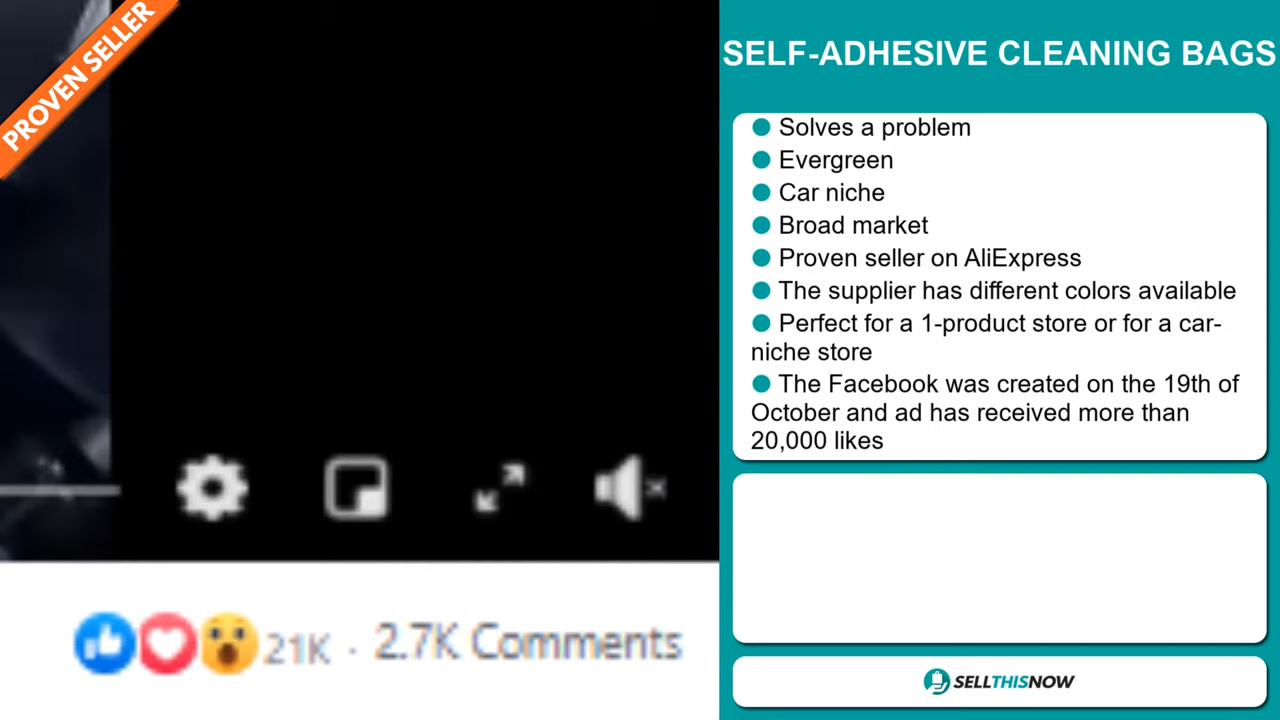 PROVEN SELLER
SELF-ADHESIVE CLEANING BAGS
● Solves a problem
● Evergreen
● Car niche
● Broad market
● Proven seller on AliExpress
● The supplier has different colors available
● Perfect for a 1-product store or for a car-
niche store
● The Facebook was created on the 19th of
October and ad has received more than
20,000 likes
21K · 2.7K Comments
SELLTHISNOW